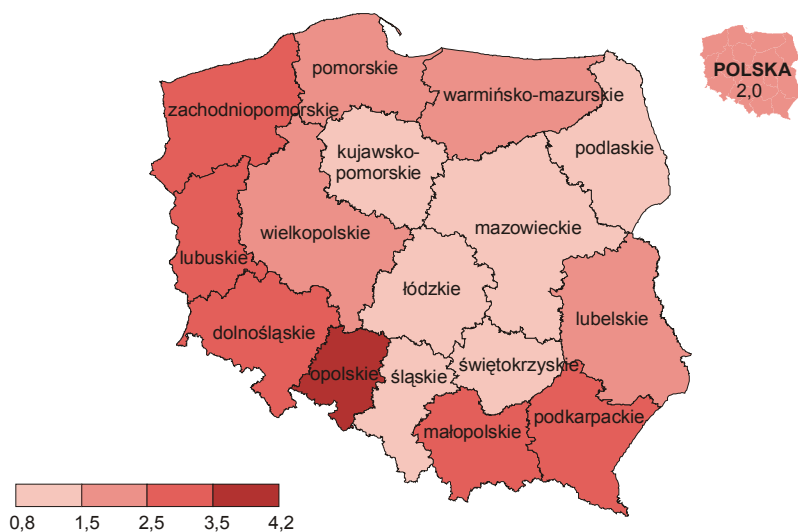 pomorskie
POLSKA
2,0
warmińsko-mazurskie
zachodniopomorskie
podlaskie
kujawsko-
pomorskie
mazowieckie
wielkopolskie
lubuskie
łódzkie
lubelskie
dolnośląskie
świętokrzyskie
opolskie
śląskie
podkarpackie
małopolskie
0,8 1,5 2,5 3,5 4,2